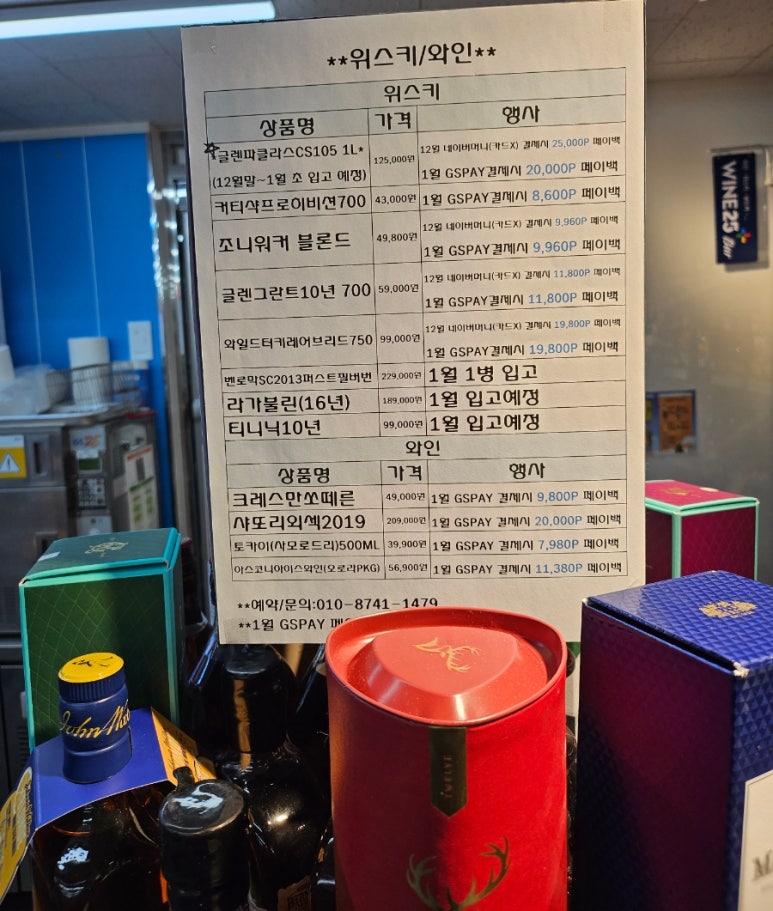 **위스키/와인**
위스키
상품명 가격 행사
☆글렌파클라스CS105 1L* 125,000원 12월 네이버머니(카드X) 결제시 25,000P 페이백
(12월말~1월 초 입고 예정) 1월 GSPAY결제시 20,000P 페이백
커티샥프로이비션700 43,000원 1월 GSPAY결제시 8,600P 페이백
조니워커 블론드 49,800원 12월 네이버머니(카드X) 결제시 9,960P 페이백
1월 GSPAY결제시 9,960P 페이백
글렌그란트10년 700 59,000원 12월 네이버머니(카드X) 결제시 11,800P 페이백
1월 GSPAY결제시 11,800P 페이백
와일드터키레어브리드750 99,000원 12월 네이버머니(카드X) 결제시 19,800P 페이백
1월 GSPAY결제시 19,800P 페이백
벤로막SC2013퍼스트필버번 229,000원 1월 1병 입고
라가불린(16년) 189,000원 1월 입고예정
티니닉10년 99,000원 1월 입고예정
와인
상품명 가격 행사
크레스만쏘떼른 49,000원 1월 GSPAY 결제시 9,800P 페이백
샤또리외섹2019 209,000원 1월 GSPAY 결제시 20,000P 페이백
토카이(사모로드리)500ML 39,900원 1월 GSPAY 결제시 7,980P 페이백
아스코니아이스와인(오로라PKG) 56,900원 1월 GSPAY 결제시 11,380P 페이백
**예약/문의:010-8741-1479
**1월 GSPAY
WINE25
TWELVE